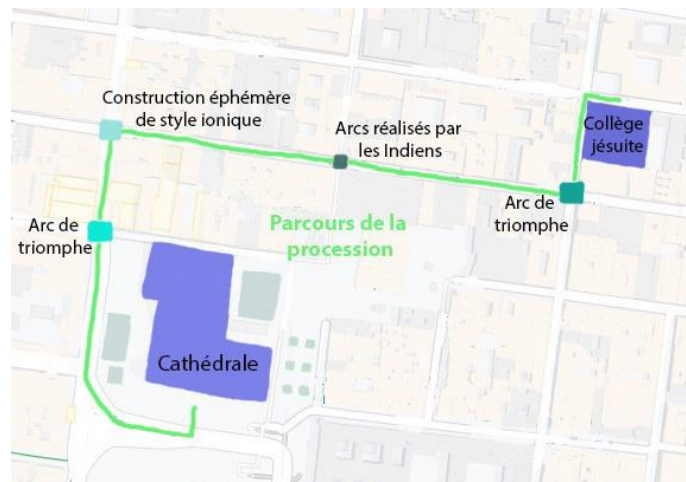 Construction éphémère
de style ionique
Arcs réalisés par
les Indiens
Collège
jésuite
Arc de
triomphe
Parcours de la
procession
Arc de
triomphe
Cathédrale